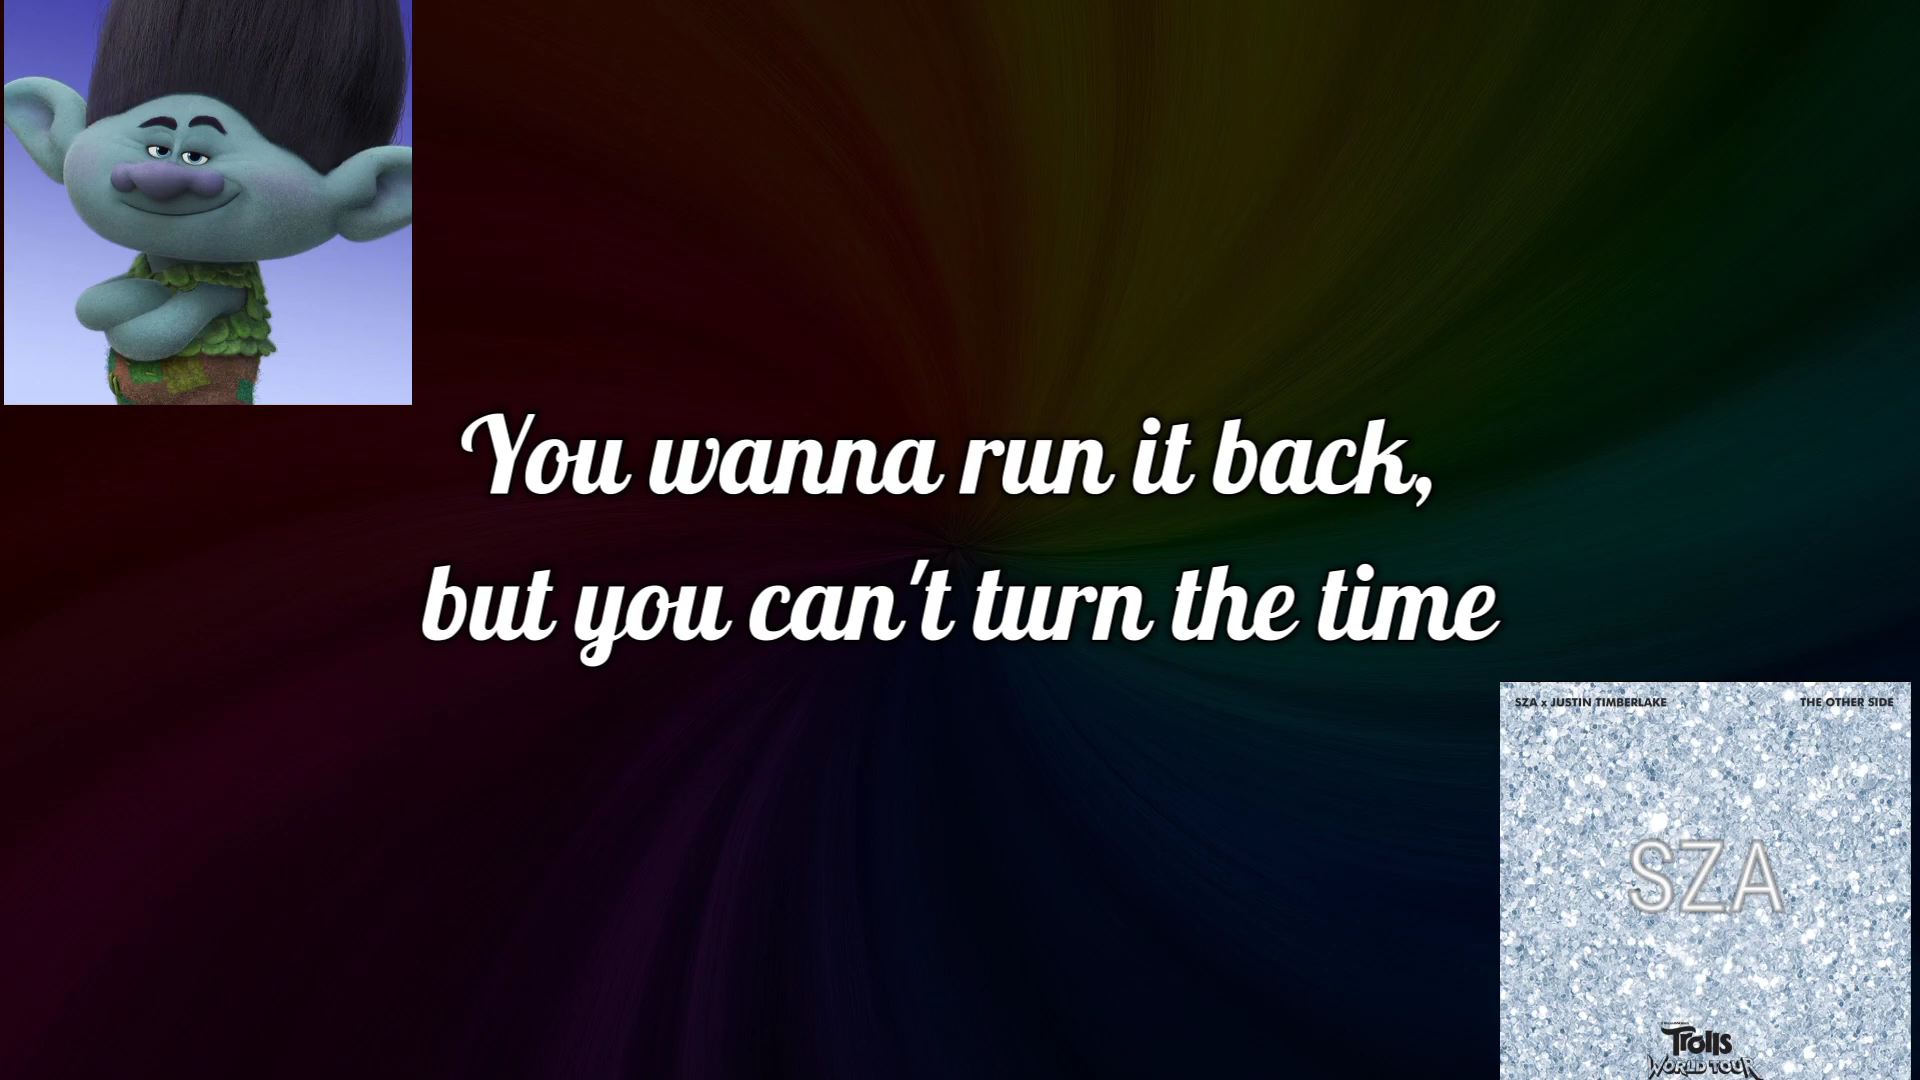 You wanna run it back,
but you can't turn the time
SZA x JUSTIN TIMBERLAKE
THE OTHER SIDE
SZA
Trolls
WORLD TOUR